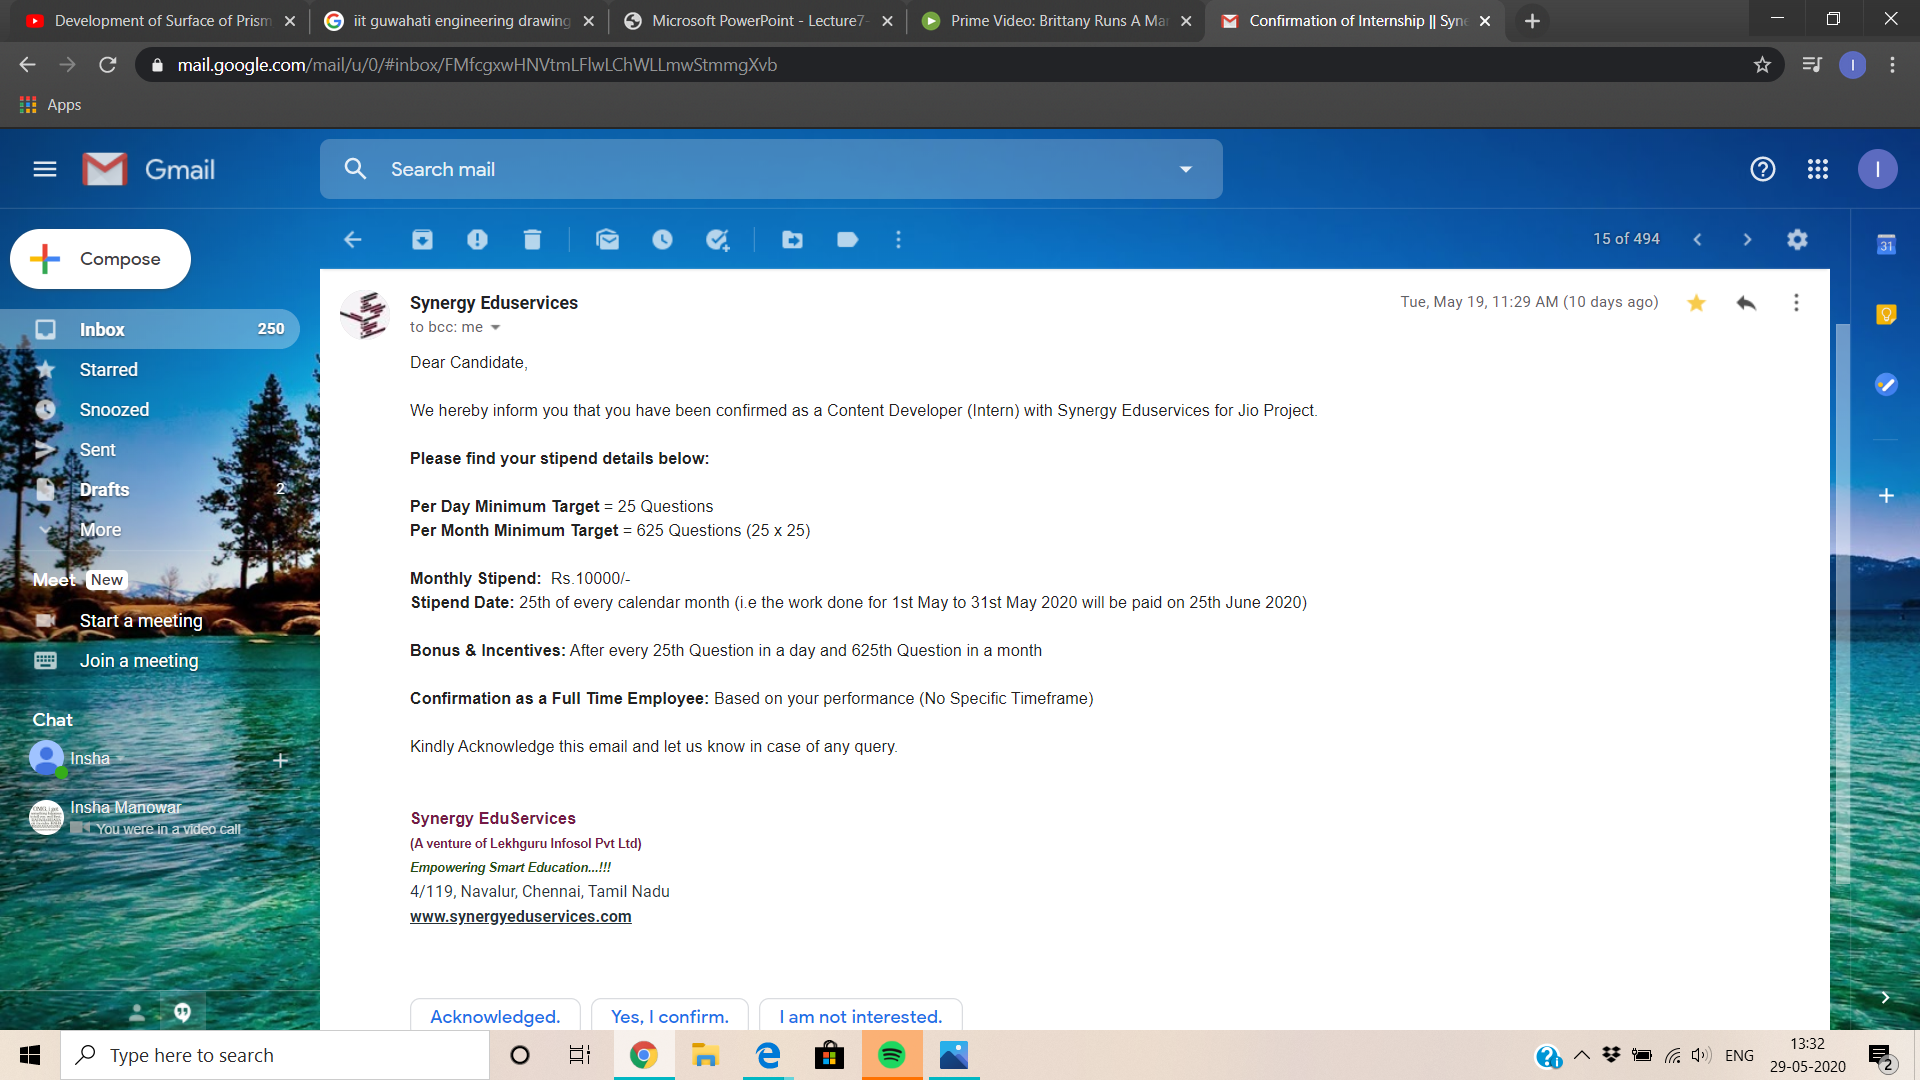 Development of Surface of Prism
iit guwahati engineering drawing
Microsoft PowerPoint - Lecture7-
Prime Video: Brittany Runs A Mar
Confirmation of Internship || Syne
mail.google.com/mail/u/0/#inbox/FMfcgxwHNVtmLFlwLChWLLmwStmmgXvb
I
Apps
Gmail
Search mail
I
Compose
15 of 494
31
Inbox 250
Starred
Snoozed
Sent
Drafts 2
More
Meet New
Start a meeting
Join a meeting
Chat
Insha
Insha Manowar
You were in a video call
Synergy Eduservices
Tue, May 19, 11:29 AM (10 days ago)
to bcc: me
Dear Candidate,
We hereby inform you that you have been confirmed as a Content Developer (Intern) with Synergy Eduservices for Jio Project.
Please find your stipend details below:
Per Day Minimum Target = 25 Questions
Per Month Minimum Target = 625 Questions (25 x 25)
Monthly Stipend: Rs.10000/-
Stipend Date: 25th of every calendar month (i.e the work done for 1st May to 31st May 2020 will be paid on 25th June 2020)
Bonus & Incentives: After every 25th Question in a day and 625th Question in a month
Confirmation as a Full Time Employee: Based on your performance (No Specific Timeframe)
Kindly Acknowledge this email and let us know in case of any query.
Synergy EduServices
(A venture of Lekhguru Infosol Pvt Ltd)
Empowering Smart Education...!!!
4/119, Navalur, Chennai, Tamil Nadu
www.synergyeduservices.com
Acknowledged. Yes, I confirm. I am not interested.
Type here to search
ENG
13:32
29-05-2020
2